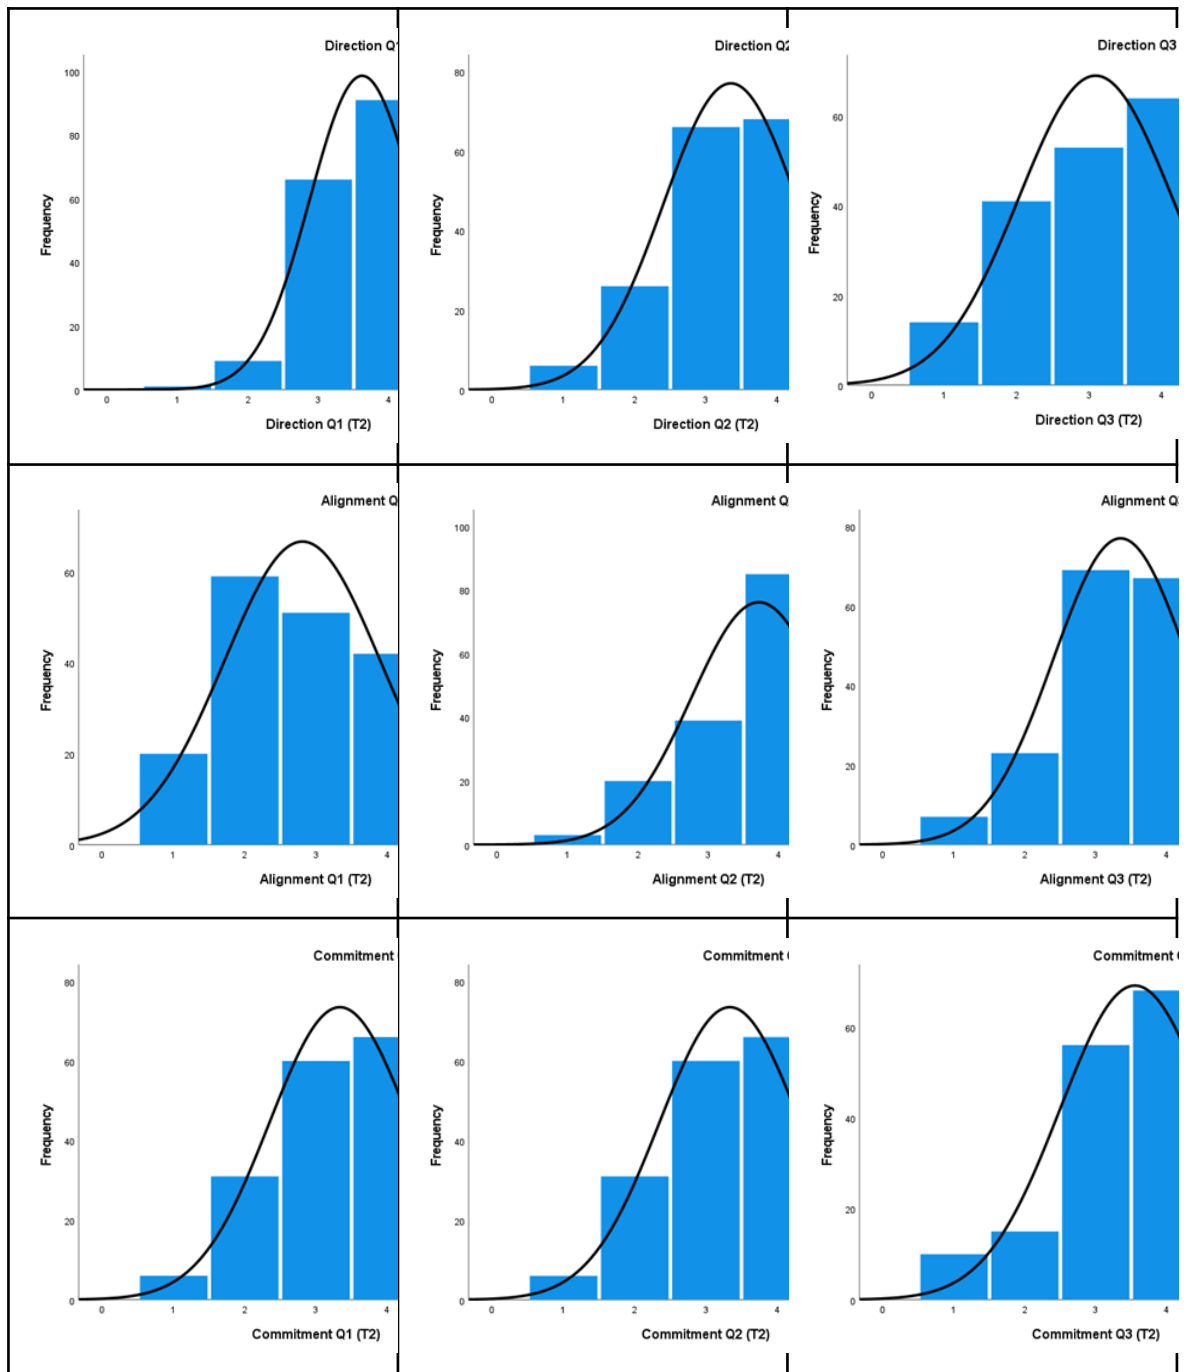 Direction Q1
100
80
60
40
20
0
Frequency
0 1 2 3 4
Direction Q1 (T2)
Direction Q2
80
60
40
20
0
Frequency
0 1 2 3 4
Direction Q2 (T2)
Direction Q3
60
40
20
0
Frequency
0 1 2 3 4
Direction Q3 (T2)
Alignment Q
60
40
20
0
Frequency
0 1 2 3 4
Alignment Q1 (T2)
Alignment Q
100
80
60
40
20
0
Frequency
0 1 2 3 4
Alignment Q2 (T2)
Alignment Q3
80
60
40
20
0
Frequency
0 1 2 3 4
Alignment Q3 (T2)
Commitment
80
60
40
20
0
Frequency
0 1 2 3 4
Commitment Q1 (T2)
Commitment
80
60
40
20
0
Frequency
0 1 2 3 4
Commitment Q2 (T2)
Commitment
60
40
20
0
Frequency
0 1 2 3 4
Commitment Q3 (T2)